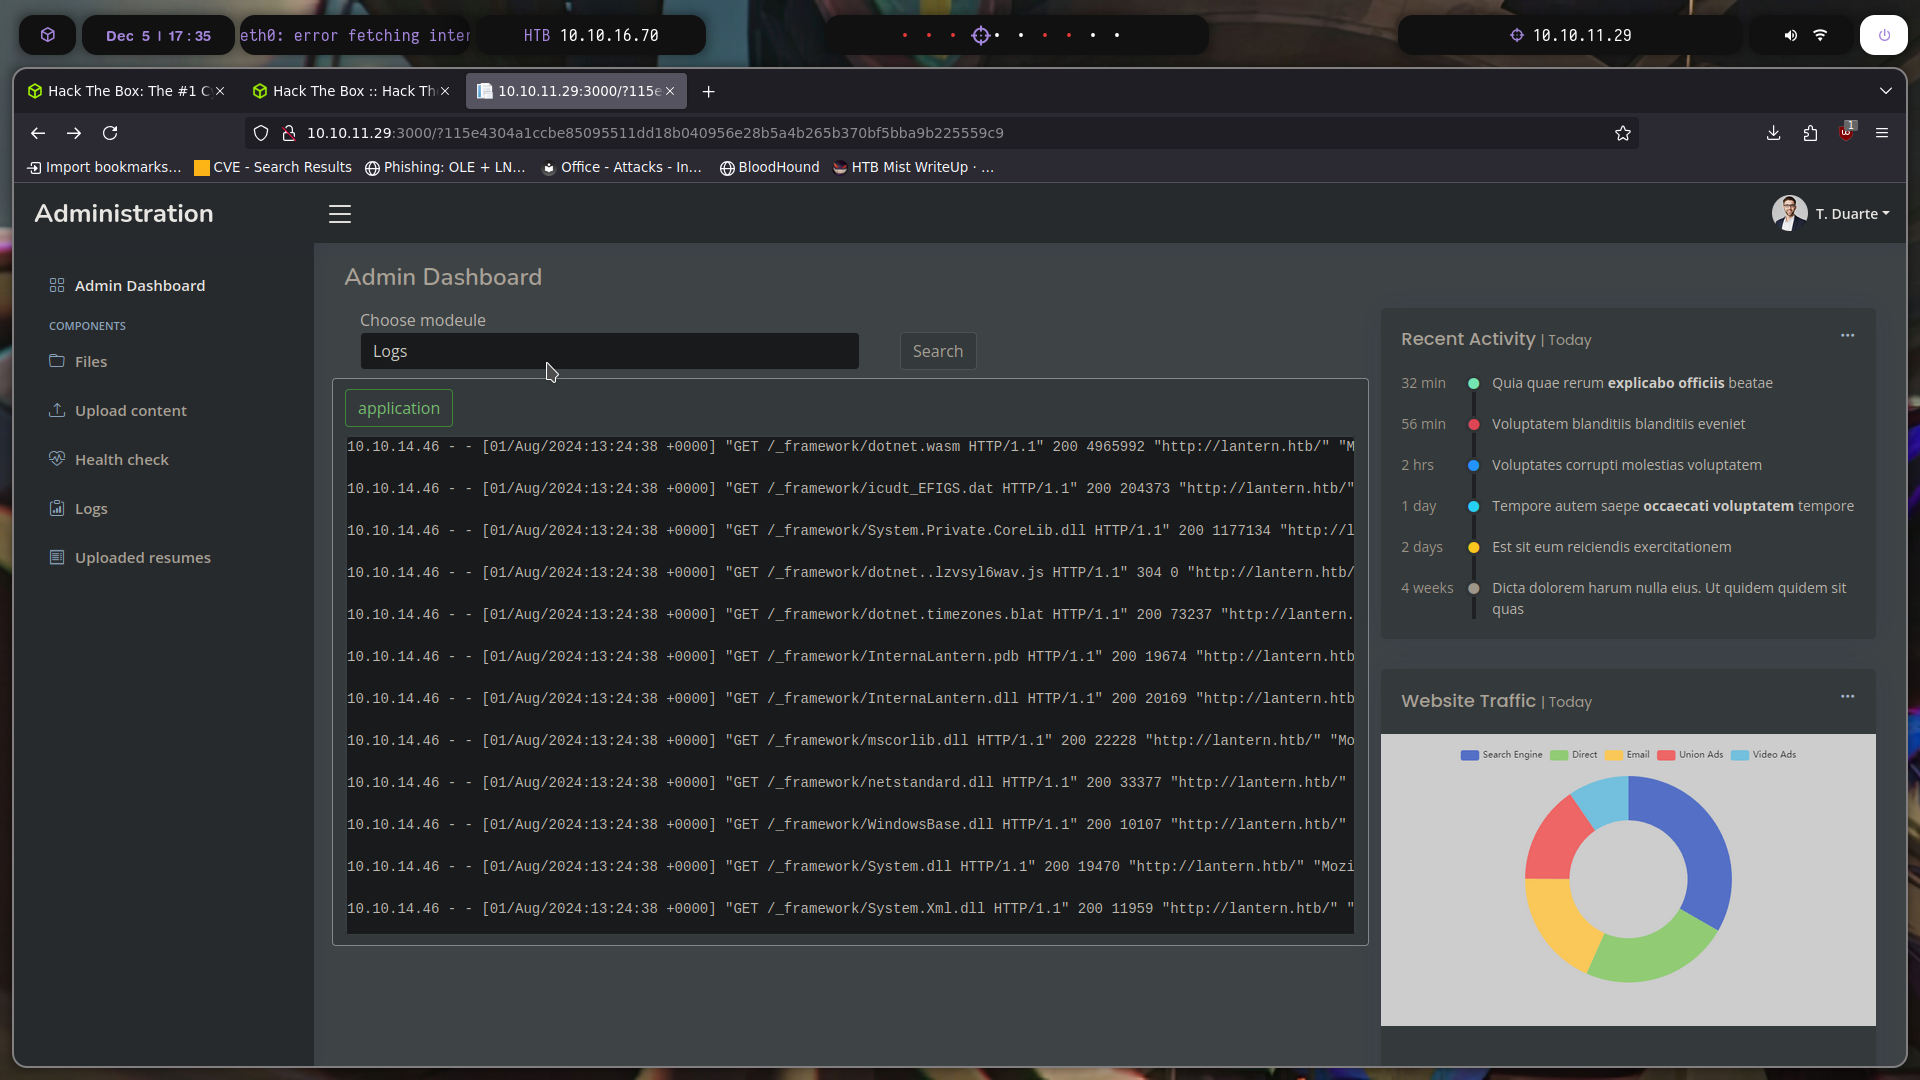 Dec 5 | 17:35
eth0: error fetching inter
HTB 10.10.16.70
10.10.11.29
Hack The Box: The #1 C
Hack The Box :: Hack Th
10.10.11.29:3000/?115e
10.10.11.29:3000/?115e4304a1ccbe85095511dd18b040956e28b5a4b265b370bf5bba9b225559c9
1
Import bookmarks...
CVE - Search Results
Phishing: OLE + LN...
Office - Attacks - In...
BloodHound
HTB Mist WriteUp · ...
Administration
T. Duarte
Admin Dashboard
COMPONENTS
Files
Upload content
Health check
Logs
Uploaded resumes
Admin Dashboard
Choose modeule
Logs
Search
application
10.10.14.46 - - [01/Aug/2024:13:24:38 +0000] "GET /_framework/dotnet.wasm HTTP/1.1" 200 4965992 "http://lantern.htb/" "M
10.10.14.46 - - [01/Aug/2024:13:24:38 +0000] "GET /_framework/icudt_EFIGS.dat HTTP/1.1" 200 204373 "http://lantern.htb/"
10.10.14.46 - - [01/Aug/2024:13:24:38 +0000] "GET /_framework/System.Private.CoreLib.dll HTTP/1.1" 200 1177134 "http://l
10.10.14.46 - - [01/Aug/2024:13:24:38 +0000] "GET /_framework/dotnet..lzvsyl6wav.js HTTP/1.1" 304 0 "http://lantern.htb/
10.10.14.46 - - [01/Aug/2024:13:24:38 +0000] "GET /_framework/dotnet.timezones.blat HTTP/1.1" 200 73237 "http://lantern.
10.10.14.46 - - [01/Aug/2024:13:24:38 +0000] "GET /_framework/InternaLantern.pdb HTTP/1.1" 200 19674 "http://lantern.htb
10.10.14.46 - - [01/Aug/2024:13:24:38 +0000] "GET /_framework/InternaLantern.dll HTTP/1.1" 200 20169 "http://lantern.htb
10.10.14.46 - - [01/Aug/2024:13:24:38 +0000] "GET /_framework/mscorlib.dll HTTP/1.1" 200 22228 "http://lantern.htb/" "Mo
10.10.14.46 - - [01/Aug/2024:13:24:38 +0000] "GET /_framework/netstandard.dll HTTP/1.1" 200 33377 "http://lantern.htb/"
10.10.14.46 - - [01/Aug/2024:13:24:38 +0000] "GET /_framework/WindowsBase.dll HTTP/1.1" 200 10107 "http://lantern.htb/"
10.10.14.46 - - [01/Aug/2024:13:24:38 +0000] "GET /_framework/System.dll HTTP/1.1" 200 19470 "http://lantern.htb/" "Mozi
10.10.14.46 - - [01/Aug/2024:13:24:38 +0000] "GET /_framework/System.Xml.dll HTTP/1.1" 200 11959 "http://lantern.htb/" "
Recent Activity | Today
32 min Quia quae rerum explicabo officiis beatae
56 min Voluptatem blanditiis blanditiis eveniet
2 hrs Voluptates corrupti molestias voluptatem
1 day Tempore autem saepe occaecati voluptatem tempore
2 days Est sit eum reiciendis exercitationem
4 weeks Dicta dolorem harum nulla eius. Ut quidem quidem sit
quas
Website Traffic | Today
Search Engine Direct Email Union Ads Video Ads